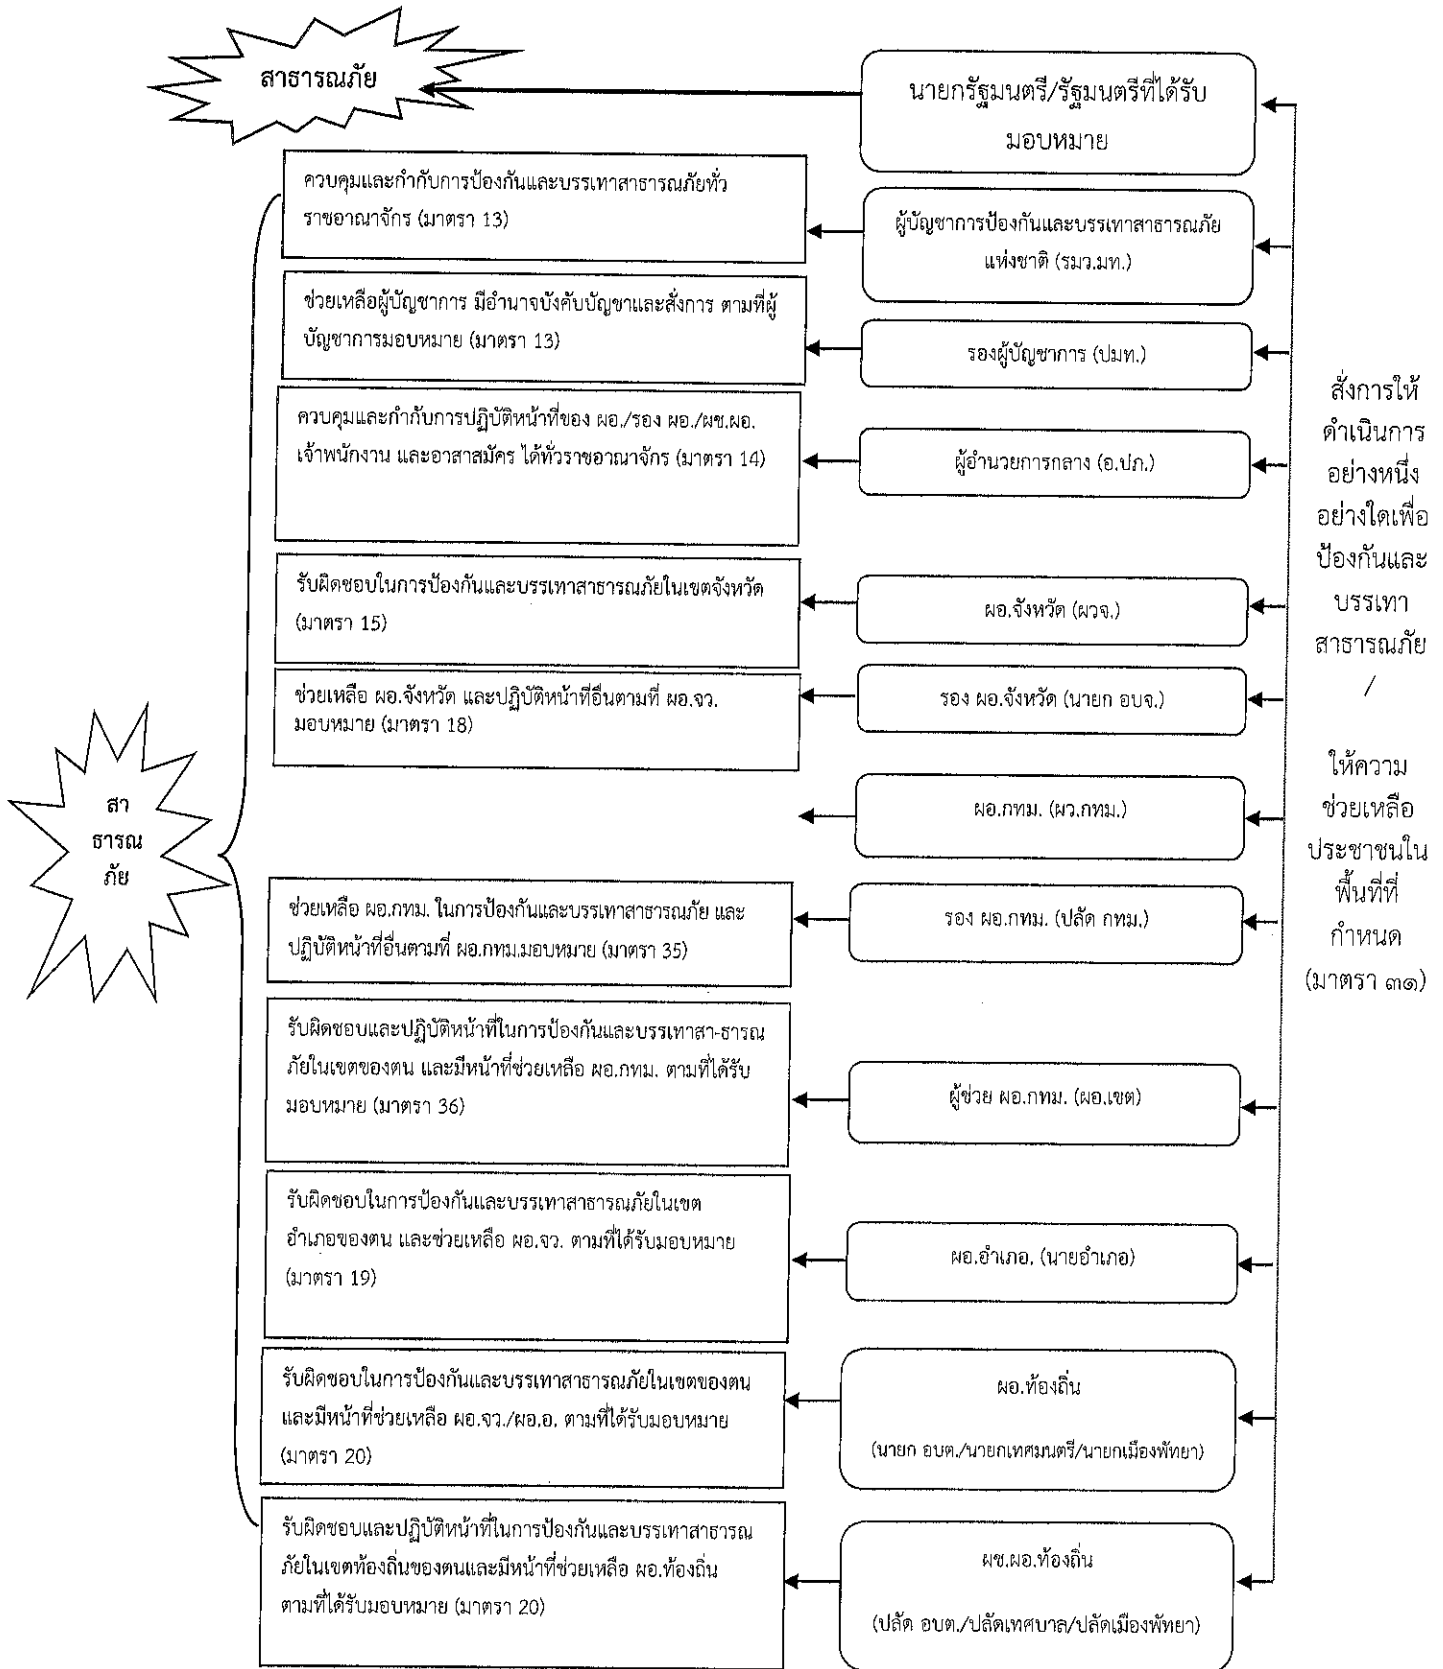 สาธารณภัย
นายกรัฐมนตรี/รัฐมนตรีที่ได้รับ
มอบหมาย
ควบคุมและกำกับการป้องกันและบรรเทาสาธารณภัยทั่ว
ราชอาณาจักร (มาตรา 13)
ผู้บัญชาการป้องกันและบรรเทาสาธารณภัย
แห่งชาติ (รมว.มท.)
ช่วยเหลือผู้บัญชาการ มีอำนาจบังคับบัญชาและสั่งการ ตามที่ผู้
บัญชาการมอบหมาย (มาตรา 13)
รองผู้บัญชาการ (ปมท.)
ควบคุมและกำกับการปฏิบัติหน้าที่ของ ผอ./รอง ผอ./ผช.ผอ.
เจ้าพนักงาน และอาสาสมัคร ได้ทั่วราชอาณาจักร (มาตรา 14)
ผู้อำนวยการกลาง (อ.ปภ.)
รับผิดชอบในการป้องกันและบรรเทาสาธารณภัยในเขตจังหวัด
(มาตรา 15)
ผอ.จังหวัด (ผวจ.)
ช่วยเหลือ ผอ.จังหวัด และปฏิบัติหน้าที่อื่นตามที่ ผอ.จว.
มอบหมาย (มาตรา 18)
รอง ผอ.จังหวัด (นายก อบจ.)
ผอ.กทม. (ผว.กทม.)
ช่วยเหลือ ผอ.กทม. ในการป้องกันและบรรเทาสาธารณภัย และ
ปฏิบัติหน้าที่อื่นตามที่ ผอ.กทม.มอบหมาย (มาตรา 35)
รอง ผอ.กทม. (ปลัด กทม.)
รับผิดชอบและปฏิบัติหน้าที่ในการป้องกันและบรรเทาสา-ธารณ
ภัยในเขตของตน และมีหน้าที่ช่วยเหลือ ผอ.กทม. ตามที่ได้รับ
มอบหมาย (มาตรา 36)
ผู้ช่วย ผอ.กทม. (ผอ.เขต)
รับผิดชอบในการป้องกันและบรรเทาสาธารณภัยในเขต
อำเภอของตน และช่วยเหลือ ผอ.จว. ตามที่ได้รับมอบหมาย
(มาตรา 19)
ผอ.อำเภอ. (นายอำเภอ)
รับผิดชอบในการป้องกันและบรรเทาสาธารณภัยในเขตของตน
และมีหน้าที่ช่วยเหลือ ผอ.จว./ผอ.อ. ตามที่ได้รับมอบหมาย
(มาตรา 20)
ผอ.ท้องถิ่น
(นายก อบต./นายกเทศมนตรี/นายกเมืองพัทยา)
รับผิดชอบและปฏิบัติหน้าที่ในการป้องกันและบรรเทาสาธารณ
ภัยในเขตท้องถิ่นของตนและมีหน้าที่ช่วยเหลือ ผอ.ท้องถิ่น
ตามที่ได้รับมอบหมาย (มาตรา 20)
ผช.ผอ.ท้องถิ่น
(ปลัด อบต./ปลัดเทศบาล/ปลัดเมืองพัทยา)
สา
ธารณ
ภัย
สั่งการให้
ดำเนินการ
อย่างหนึ่ง
อย่างใดเพื่อ
ป้องกันและ
บรรเทา
สาธารณภัย
/
ให้ความ
ช่วยเหลือ
ประชาชนใน
พื้นที่ที่
กำหนด
(มาตรา ๓๑)